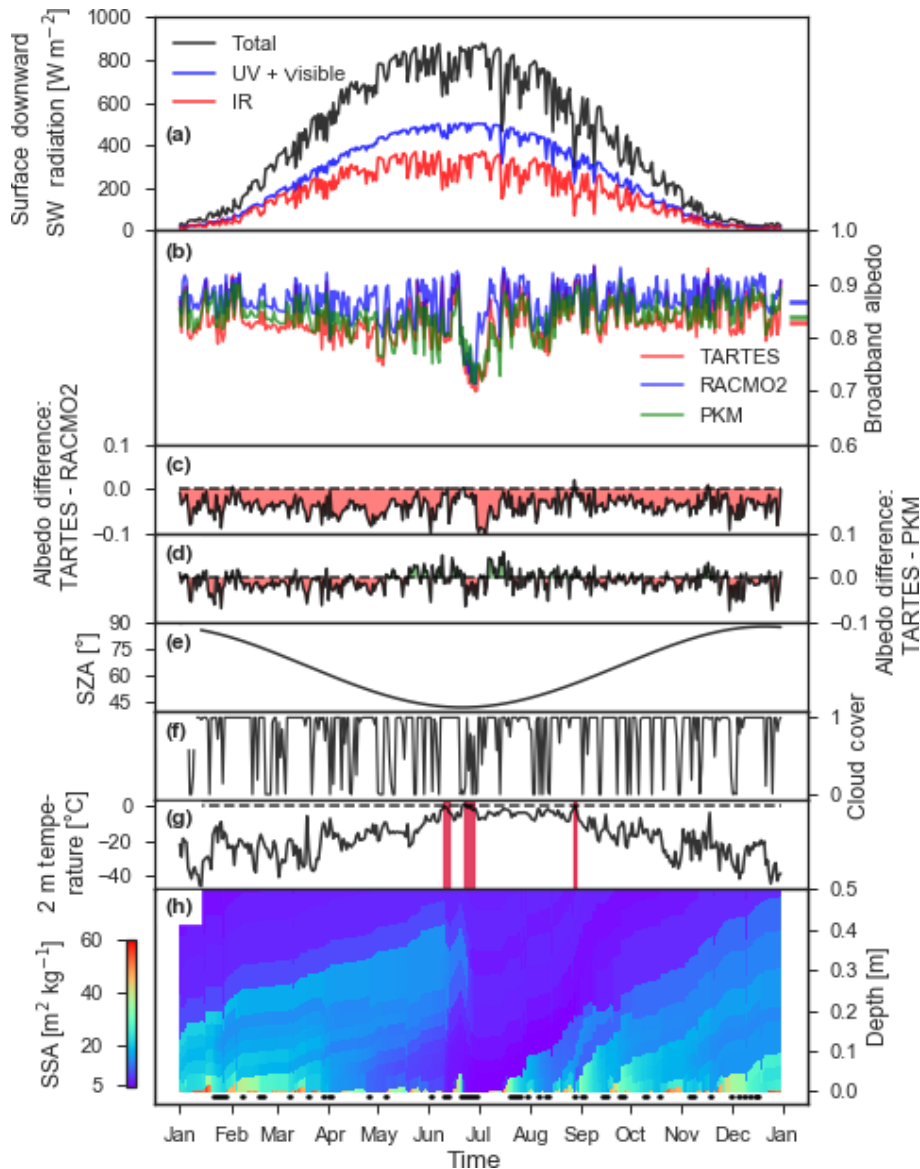 1000
800
600
400
200
0
Surface downward
SW radiation [W m⁻²]
Total
UV + visible
IR
(a)
(b)
1.0
0.9
0.8
0.7
0.6
Broadband albedo
TARTES
RACMO2
PKM
Albedo difference:
TARTES - RACMO2
0.1
0.0
−0.1
(c)
(d)
0.1
0.0
−0.1
Albedo difference:
TARTES - PKM
90
75
60
45
SZA [°]
(e)
(f)
1
0
Cloud cover
2 m tempe-
rature [°C]
0
−20
−40
(g)
(h)
SSA [m² kg⁻¹]
60
40
20
5
0.5
0.4
0.3
0.2
0.1
0.0
Depth [m]
Jan Feb Mar Apr May Jun Jul Aug Sep Oct Nov Dec Jan
Time